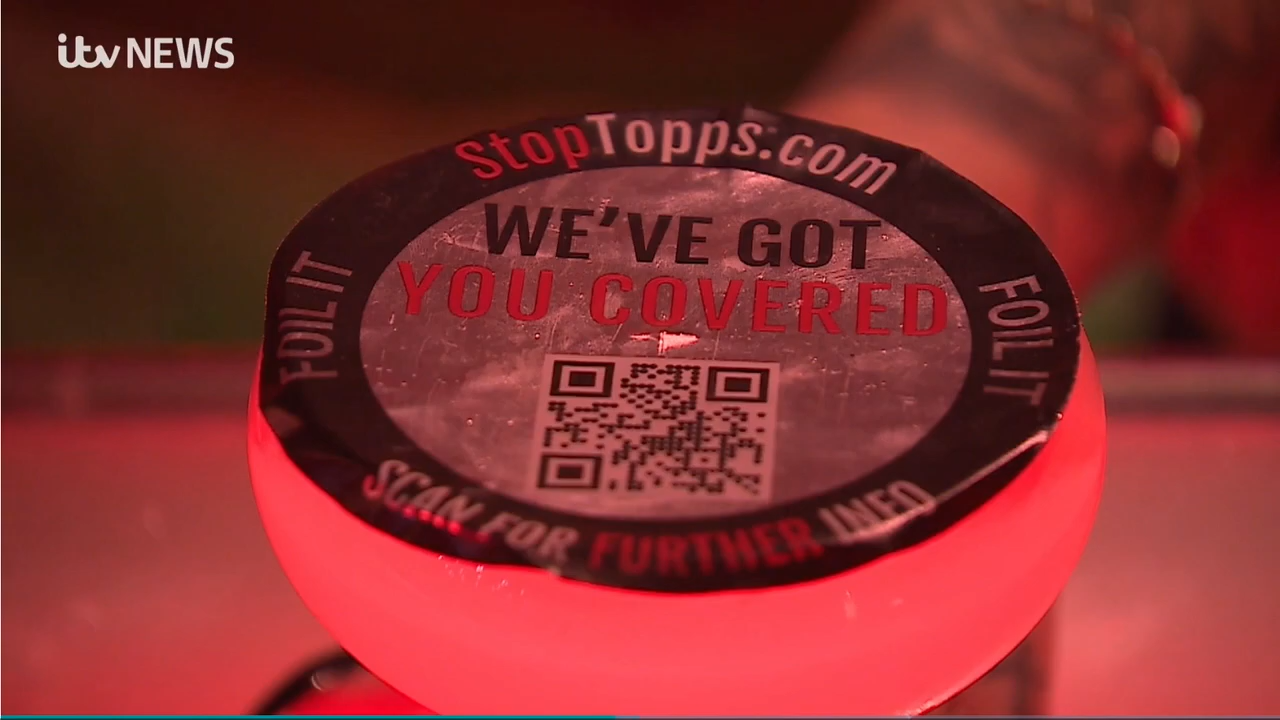 itv NEWS
StopTopps.com
WE'VE GOT
YOU COVERED
FOIL IT
FOIL IT
SCAN FOR FURTHER INFO